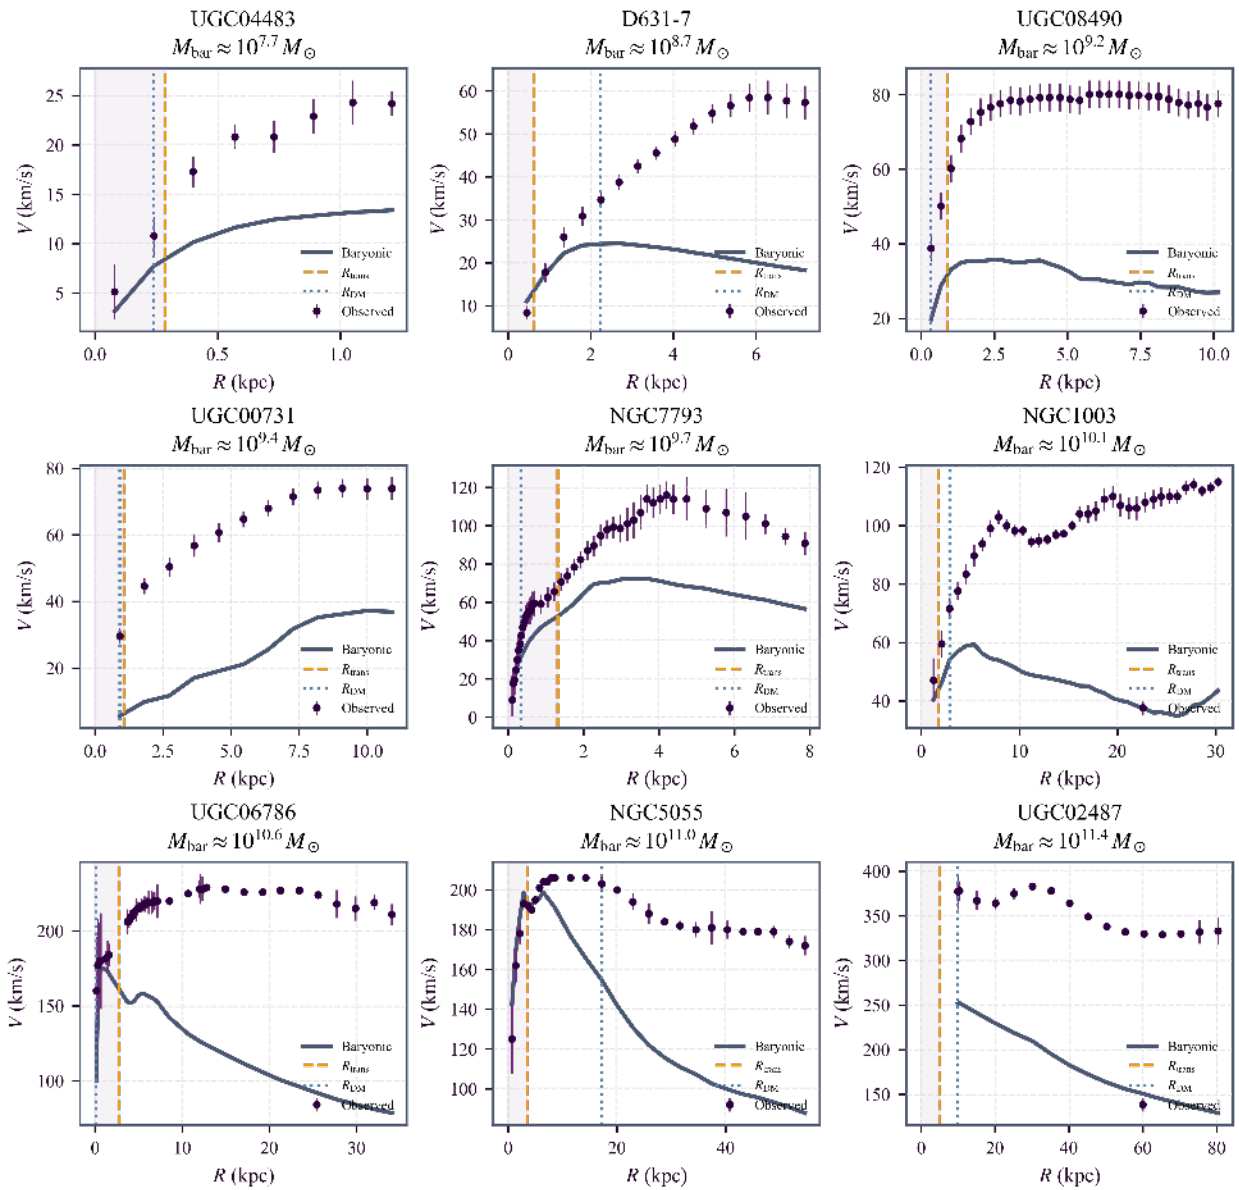 UGC04483
M_bar ≈ 10^7.7 M_⊙
25
20
15
10
5
V (km/s)
Baryonic
R_trans
R_DM
Observed
0.0 0.5 1.0
R (kpc)
D631-7
M_bar ≈ 10^8.7 M_⊙
60
50
40
30
20
10
V (km/s)
Baryonic
R_trans
R_DM
Observed
0 2 4 6
R (kpc)
UGC08490
M_bar ≈ 10^9.2 M_⊙
80
60
40
20
V (km/s)
Baryonic
R_trans
R_DM
Observed
0.0 2.5 5.0 7.5 10.0
R (kpc)
UGC00731
M_bar ≈ 10^9.4 M_⊙
80
60
40
20
V (km/s)
Baryonic
R_trans
R_DM
Observed
0.0 2.5 5.0 7.5 10.0
R (kpc)
NGC7793
M_bar ≈ 10^9.7 M_⊙
120
100
80
60
40
20
0
V (km/s)
Baryonic
R_trans
R_DM
Observed
0 2 4 6 8
R (kpc)
NGC1003
M_bar ≈ 10^10.1 M_⊙
120
100
80
60
40
V (km/s)
Baryonic
R_trans
R_DM
Observed
0 10 20 30
R (kpc)
UGC06786
M_bar ≈ 10^10.6 M_⊙
200
150
100
V (km/s)
Baryonic
R_trans
R_DM
Observed
0 10 20 30
R (kpc)
NGC5055
M_bar ≈ 10^11.0 M_⊙
200
180
160
140
120
100
V (km/s)
Baryonic
R_trans
R_DM
Observed
0 20 40
R (kpc)
UGC02487
M_bar ≈ 10^11.4 M_⊙
400
350
300
250
200
150
V (km/s)
Baryonic
R_trans
R_DM
Observed
0 20 40 60 80
R (kpc)